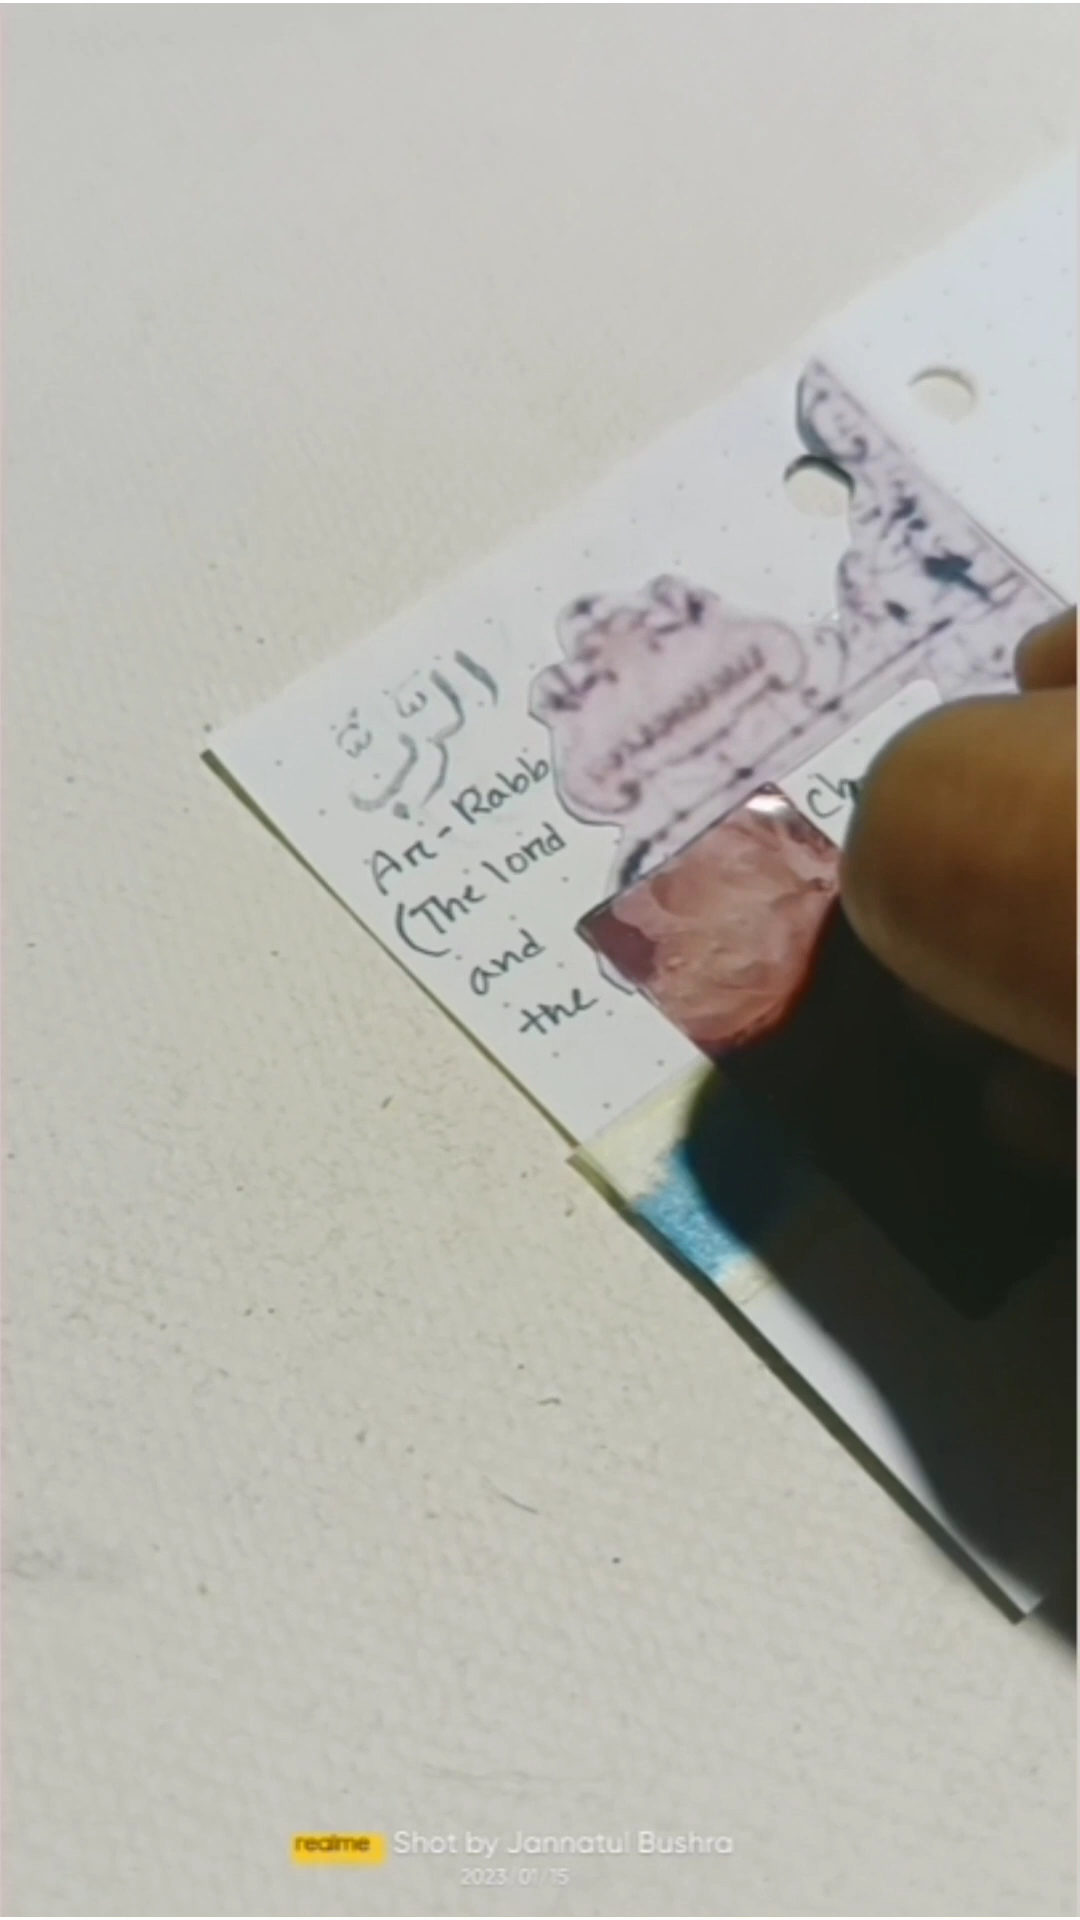 الرَّبُّ
Ar-Rabb
(The lord
and
the (
Ch
realme Shot by Jannatul Bushra
2023/01/15